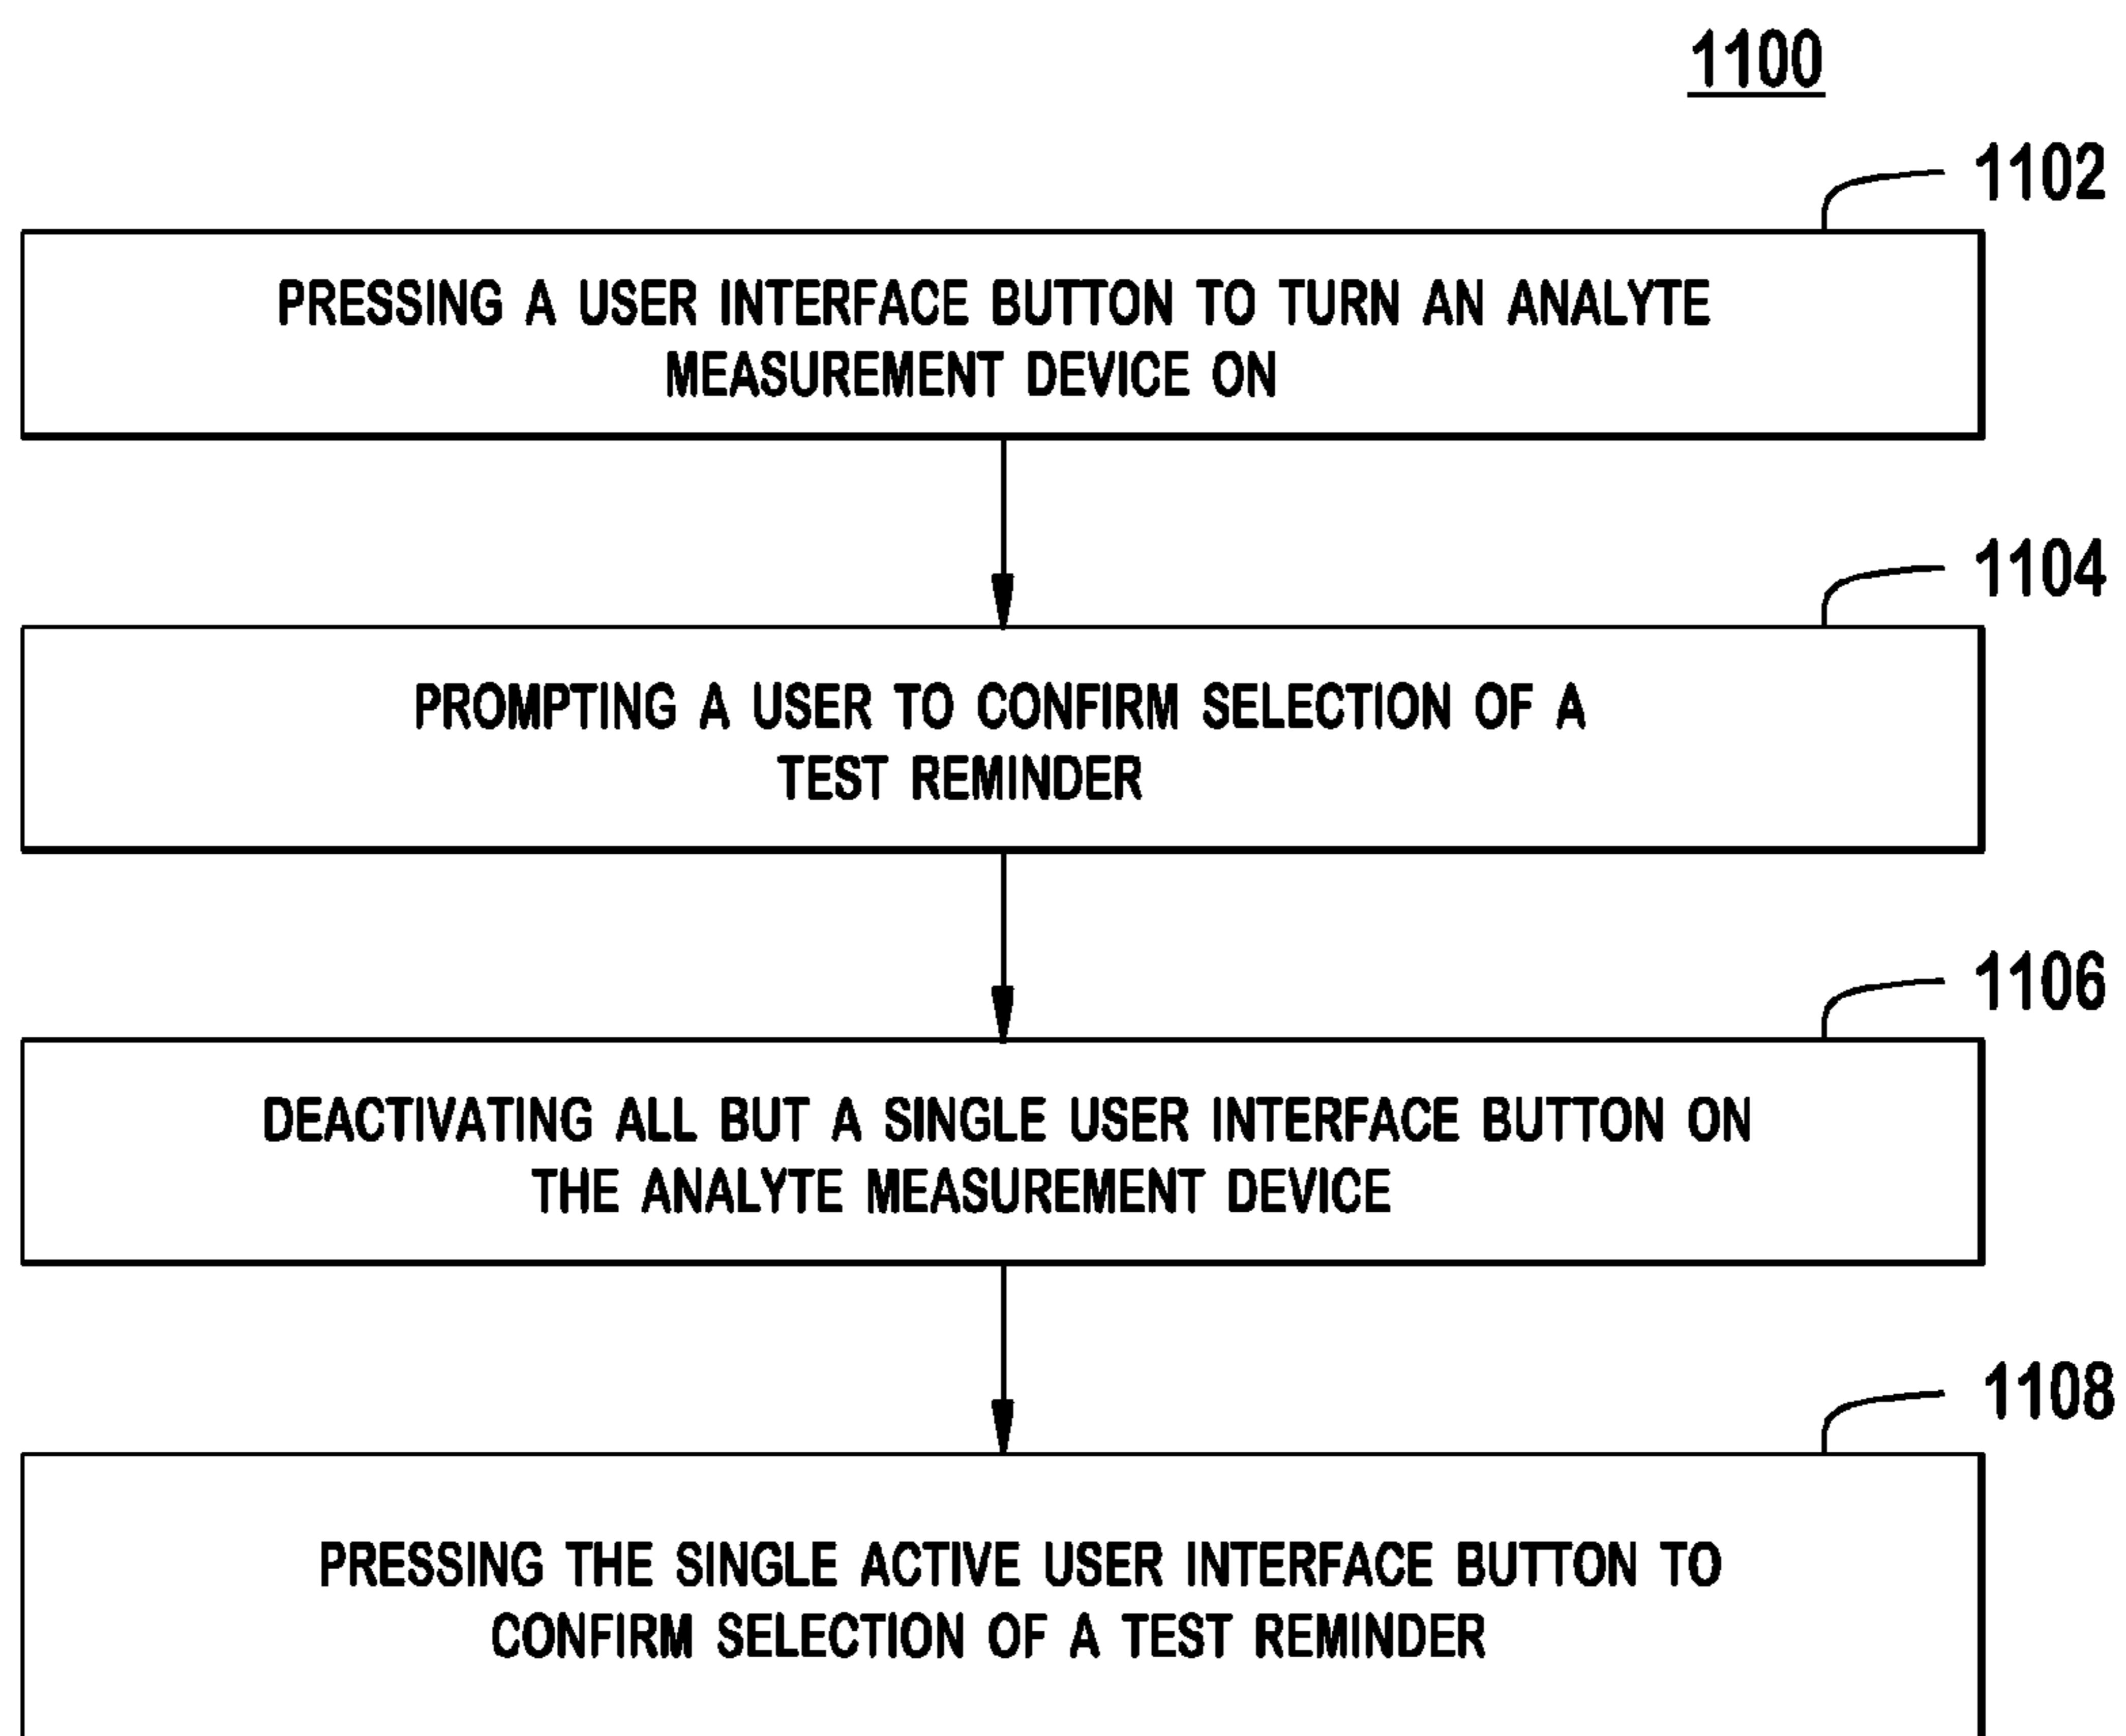 1100
1102
PRESSING A USER INTERFACE BUTTON TO TURN AN ANALYTE
MEASUREMENT DEVICE ON
1104
PROMPTING A USER TO CONFIRM SELECTION OF A
TEST REMINDER
1106
DEACTIVATING ALL BUT A SINGLE USER INTERFACE BUTTON ON
THE ANALYTE MEASUREMENT DEVICE
1108
PRESSING THE SINGLE ACTIVE USER INTERFACE BUTTON TO
CONFIRM SELECTION OF A TEST REMINDER